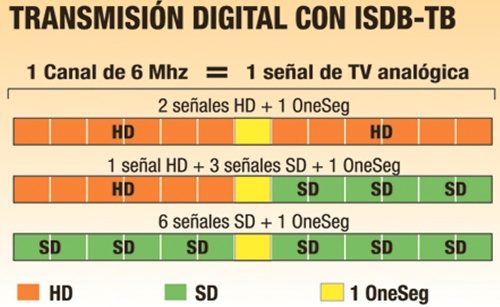 TRANSMISIÓN DIGITAL CON ISDB-TB
1 Canal de 6 Mhz = 1 señal de TV analógica
2 señales HD + 1 OneSeg
HD HD
1 señal HD + 3 señales SD + 1 OneSeg
HD SD SD SD
6 señales SD + 1 OneSeg
SD SD SD SD SD SD
HD SD 1 OneSeg